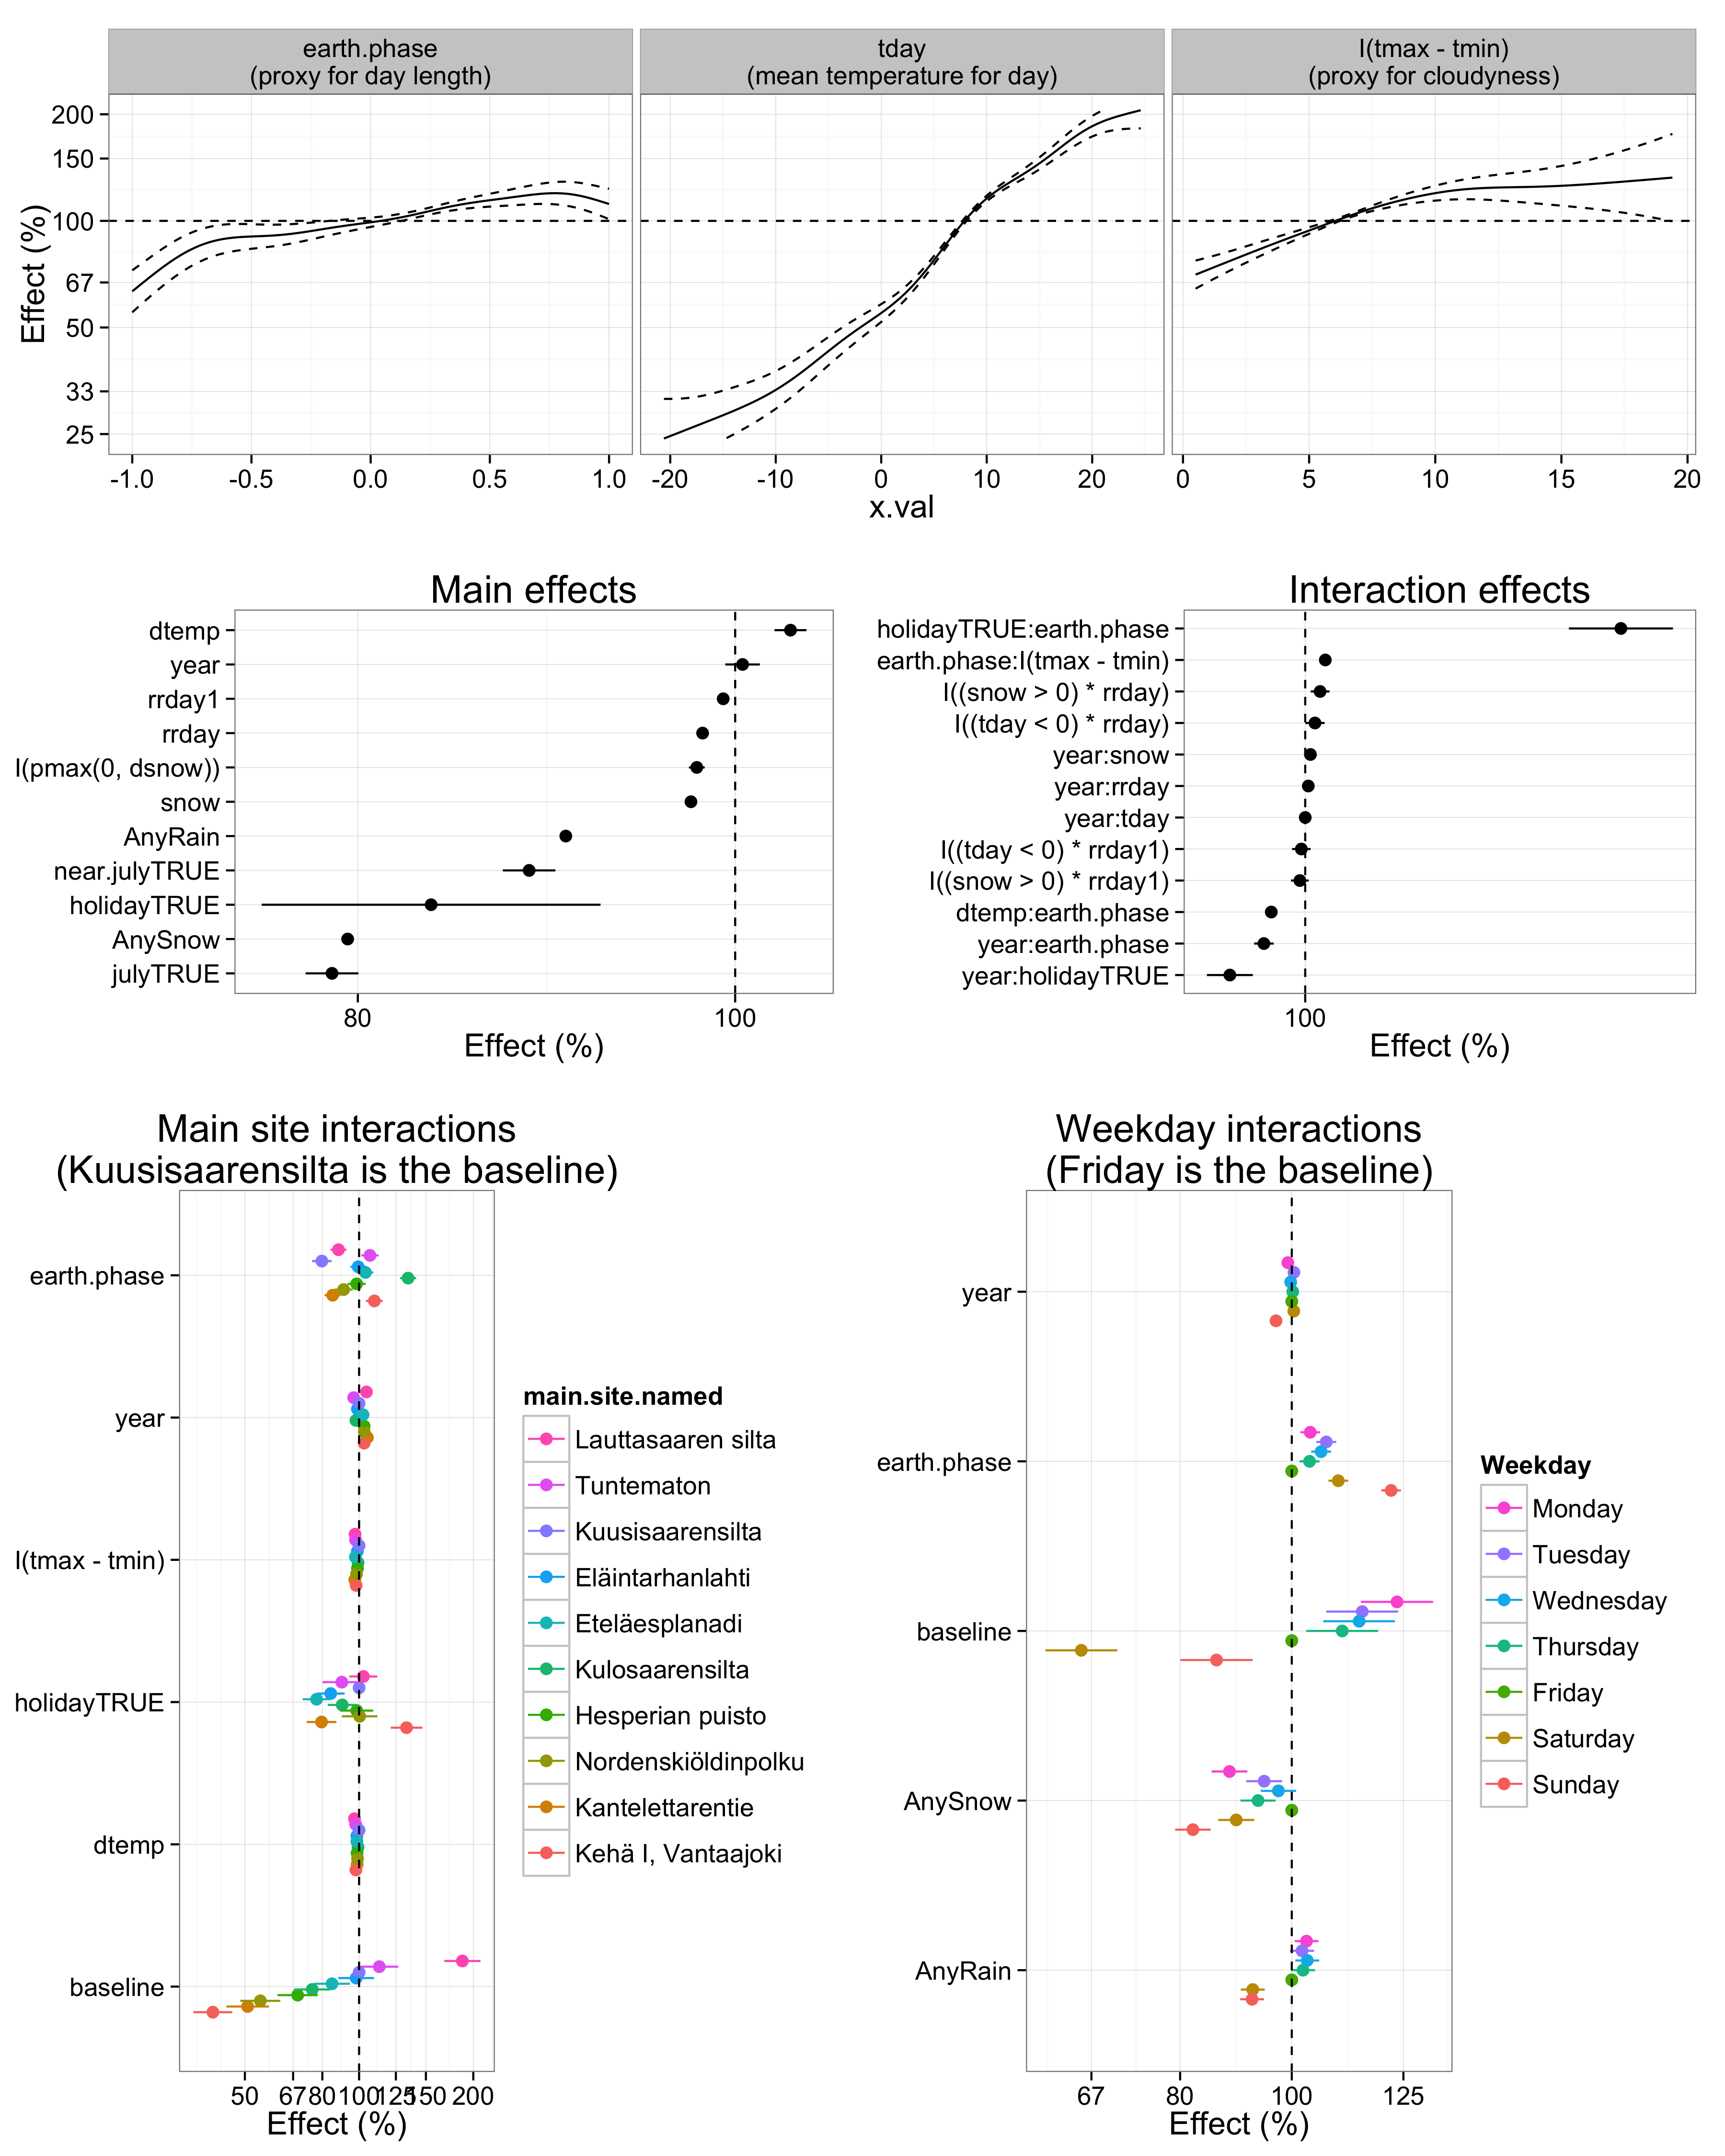 earth.phase
(proxy for day length)
tday
(mean temperature for day)
I(tmax - tmin)
(proxy for cloudyness)
Effect (%)
200
150
100
67
50
33
25
-1.0 -0.5 0.0 0.5 1.0
-20 -10 0 10 20
0 5 10 15 20
x.val
Main effects
dtemp
year
rrday1
rrday
I(pmax(0, dsnow))
snow
AnyRain
near.julyTRUE
holidayTRUE
AnySnow
julyTRUE
80 100
Effect (%)
Interaction effects
holidayTRUE:earth.phase
earth.phase:I(tmax - tmin)
I((snow > 0) * rrday)
I((tday < 0) * rrday)
year:snow
year:rrday
year:tday
I((tday < 0) * rrday1)
I((snow > 0) * rrday1)
dtemp:earth.phase
year:earth.phase
year:holidayTRUE
100
Effect (%)
Main site interactions
(Kuusisaarensilta is the baseline)
earth.phase
year
I(tmax - tmin)
holidayTRUE
dtemp
baseline
50 67 80 100 125 150 200
Effect (%)
main.site.named
Lauttasaaren silta
Tuntematon
Kuusisaarensilta
Eläintarhanlahti
Eteläesplanadi
Kulosaarensilta
Hesperian puisto
Nordenskiöldinpolku
Kantelettarentie
Kehä I, Vantaajoki
Weekday interactions
(Friday is the baseline)
year
earth.phase
baseline
AnySnow
AnyRain
67 80 100 125
Effect (%)
Weekday
Monday
Tuesday
Wednesday
Thursday
Friday
Saturday
Sunday